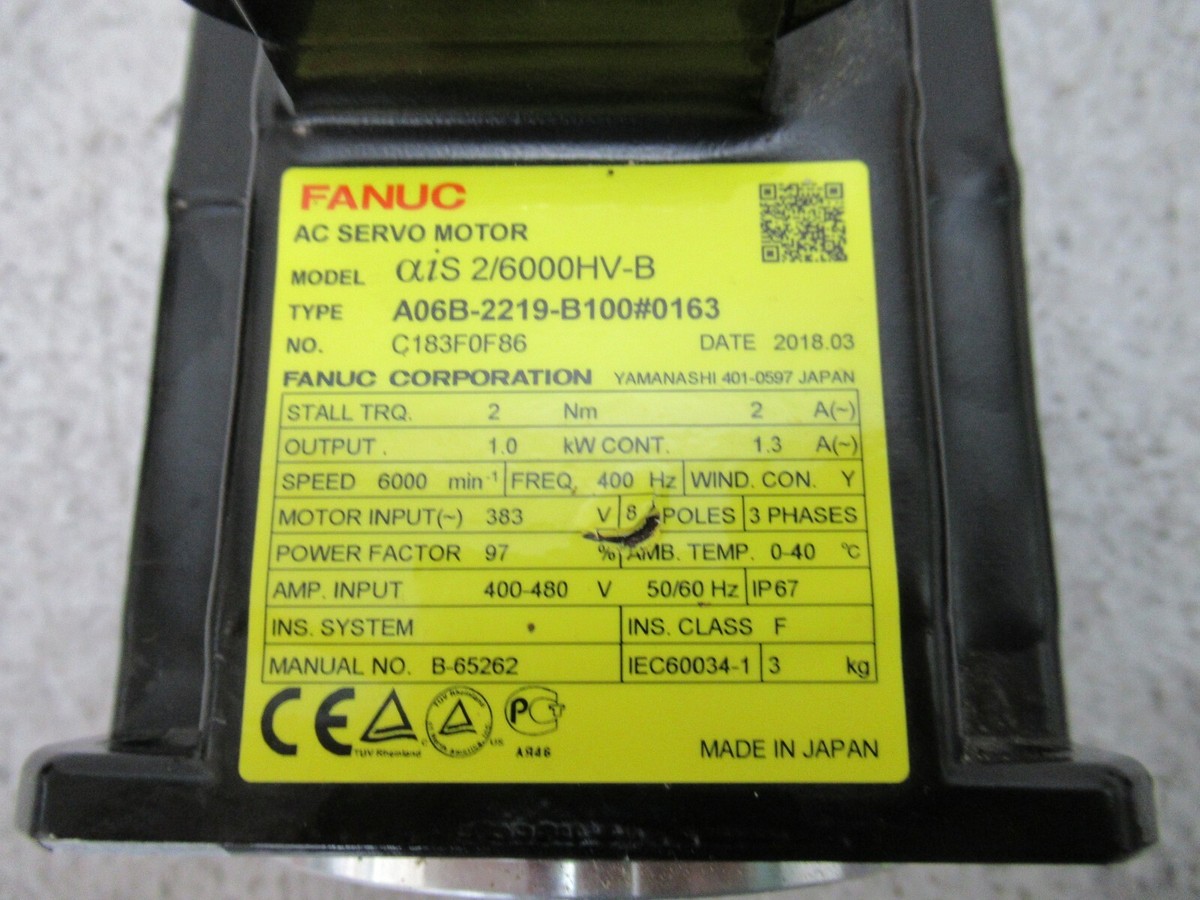 FANUC
AC SERVO MOTOR
MODEL αiS 2/6000HV-B
TYPE A06B-2219-B100#0163
NO. C183F0F86 DATE 2018.03
FANUC CORPORATION YAMANASHI 401-0597 JAPAN
STALL TRQ. 2 Nm 2 A(~)
OUTPUT . 1.0 kW CONT. 1.3 A(~)
SPEED 6000 min-1 FREQ. 400 Hz WIND. CON. Y
MOTOR INPUT(~) 383 V 8 POLES 3 PHASES
POWER FACTOR 97 % AMB. TEMP. 0-40 ℃
AMP. INPUT 400-480 V 50/60 Hz IP67
INS. SYSTEM INS. CLASS F
MANUAL NO. B-65262 IEC60034-1 3 kg
CE TUV Rheinland C US PCT
AЯ46
MADE IN JAPAN